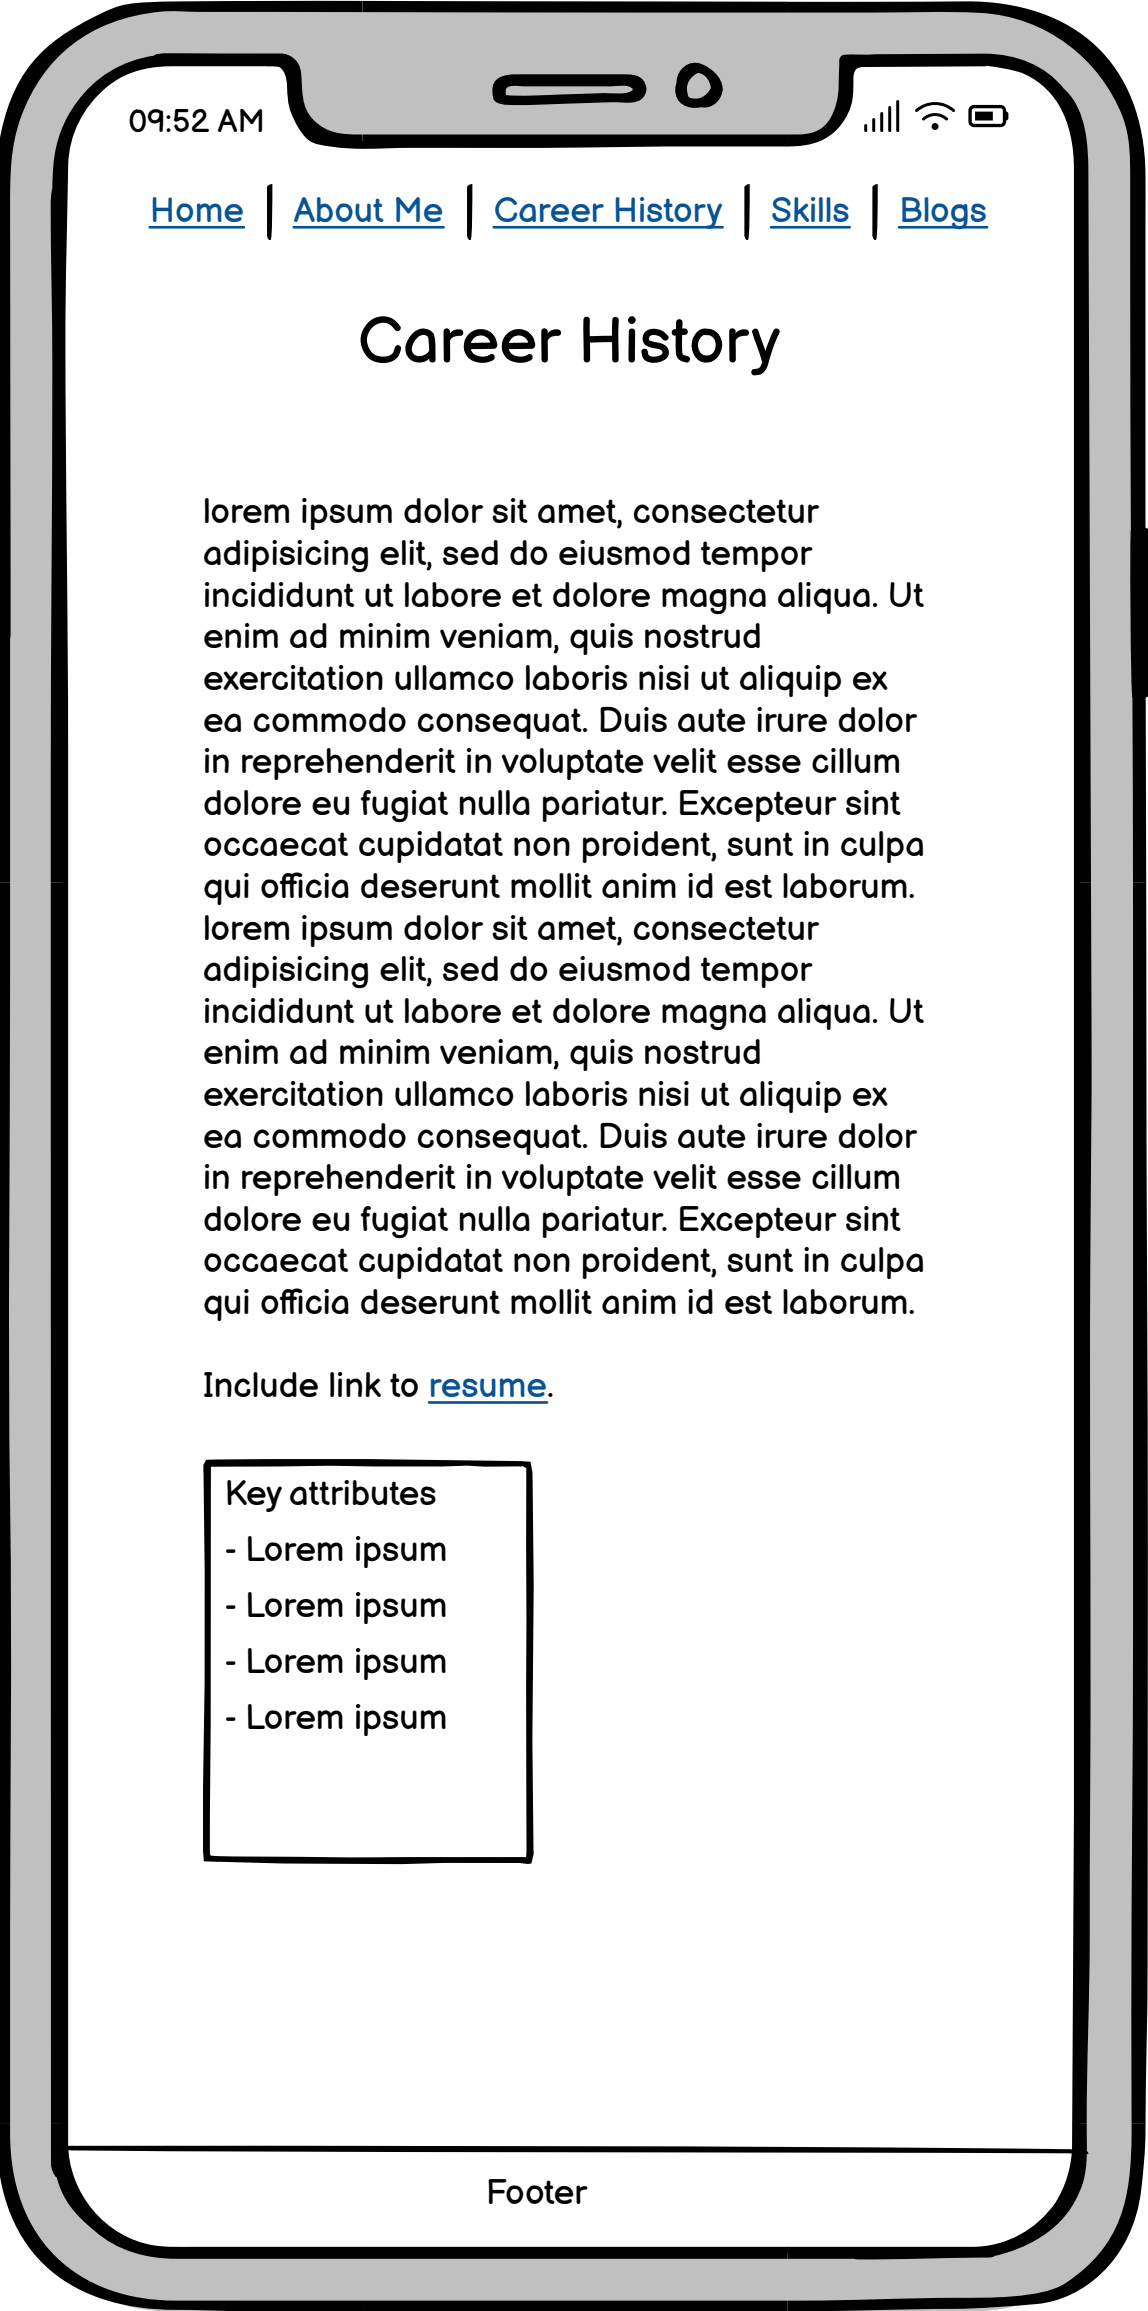 09:52 AM
Home | About Me | Career History | Skills | Blogs
Career History
lorem ipsum dolor sit amet, consectetur
adipisicing elit, sed do eiusmod tempor
incididunt ut labore et dolore magna aliqua. Ut
enim ad minim veniam, quis nostrud
exercitation ullamco laboris nisi ut aliquip ex
ea commodo consequat. Duis aute irure dolor
in reprehenderit in voluptate velit esse cillum
dolore eu fugiat nulla pariatur. Excepteur sint
occaecat cupidatat non proident, sunt in culpa
qui officia deserunt mollit anim id est laborum.
lorem ipsum dolor sit amet, consectetur
adipisicing elit, sed do eiusmod tempor
incididunt ut labore et dolore magna aliqua. Ut
enim ad minim veniam, quis nostrud
exercitation ullamco laboris nisi ut aliquip ex
ea commodo consequat. Duis aute irure dolor
in reprehenderit in voluptate velit esse cillum
dolore eu fugiat nulla pariatur. Excepteur sint
occaecat cupidatat non proident, sunt in culpa
qui officia deserunt mollit anim id est laborum.
Include link to resume.
Key attributes
- Lorem ipsum
- Lorem ipsum
- Lorem ipsum
- Lorem ipsum
Footer